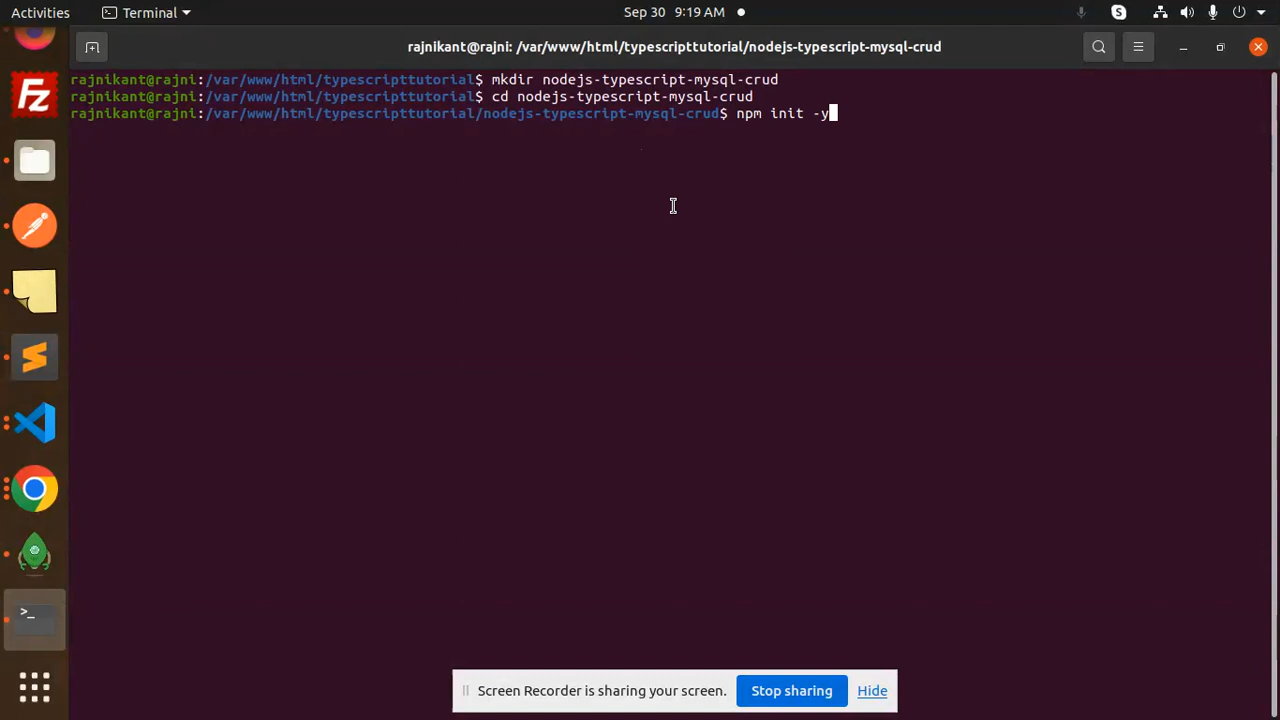 Activities
Terminal
Sep 30 9:19 AM
rajnikant@rajni: /var/www/html/typescripttutorial/nodejs-typescript-mysql-crud
rajnikant@rajni:/var/www/html/typescripttutorial$ mkdir nodejs-typescript-mysql-crud
rajnikant@rajni:/var/www/html/typescripttutorial$ cd nodejs-typescript-mysql-crud
rajnikant@rajni:/var/www/html/typescripttutorial/nodejs-typescript-mysql-crud$ npm init -y
Fz
>_
Screen Recorder is sharing your screen.
Stop sharing
Hide